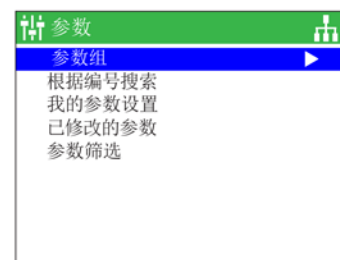 参数
参数组
根据编号搜索
我的参数设置
已修改的参数
参数筛选